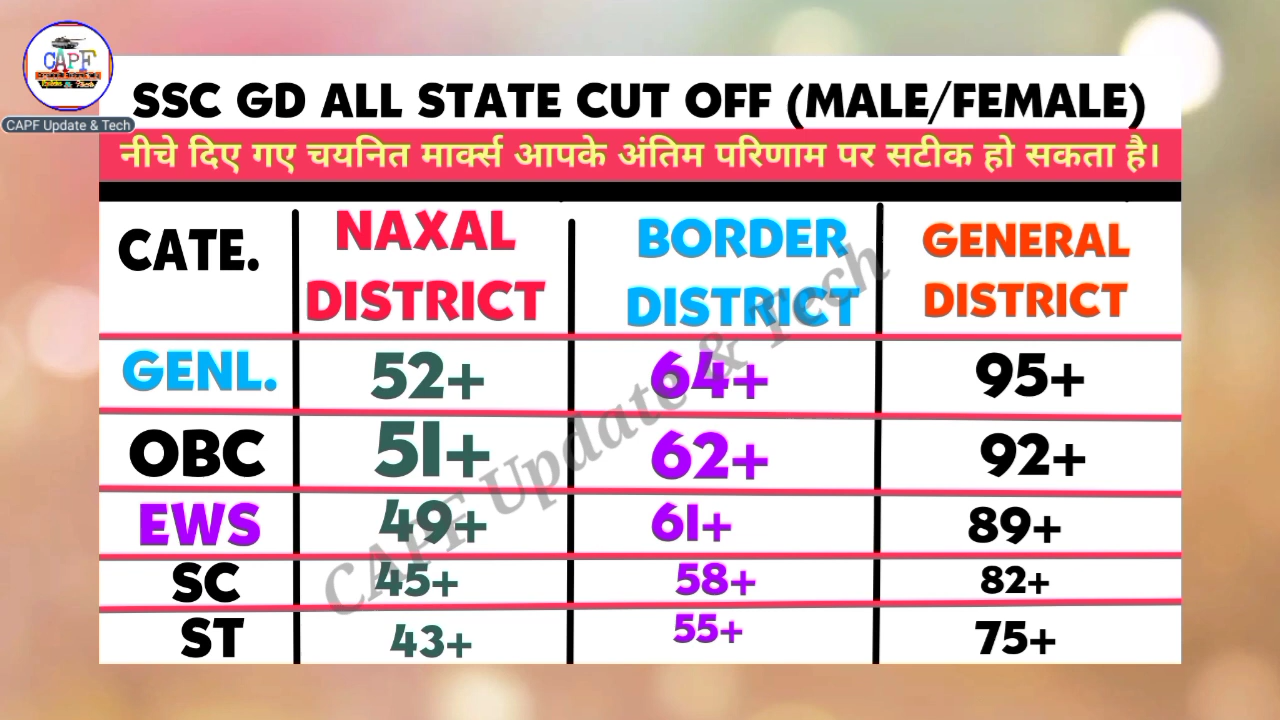 CAPF
CAPF Update & Tech
SSC GD ALL STATE CUT OFF (MALE/FEMALE)
नीचे दिए गए चयनित मार्क्स आपके अंतिम परिणाम पर सटीक हो सकता है।
CATE. NAXAL DISTRICT BORDER DISTRICT GENERAL DISTRICT
GENL. 52+ 64+ 95+
OBC 51+ 62+ 92+
EWS 49+ 61+ 89+
SC 45+ 58+ 82+
ST 43+ 55+ 75+
CAPF Update & Tech